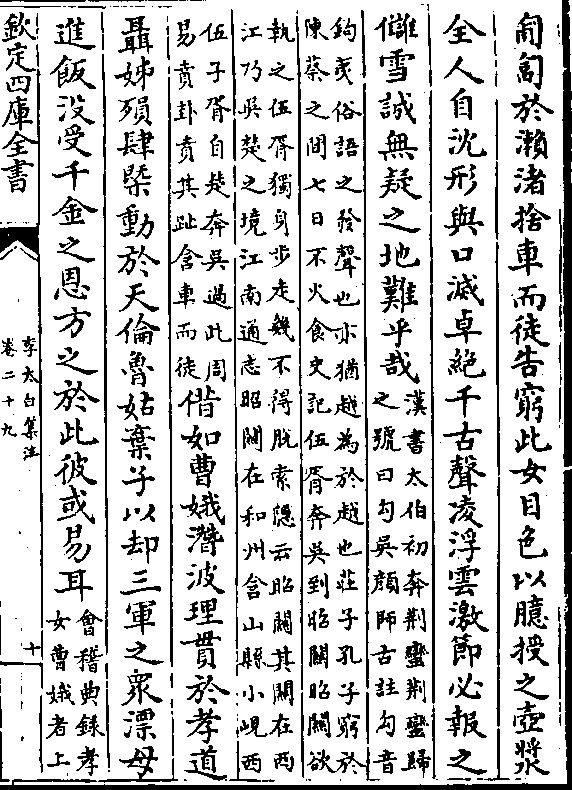 匍匐於瀨渚捨車而徒告窮此女目色以臆授之壺漿
全人自沈形與口滅卓絶千古聲凌浮雲激節必報之
讎雪誠無疑之地難乎哉
漢書太伯初奔荆蠻荆蠻歸
之號曰勾吳顔師古註勾音
鉤夷俗語之發聲也亦猶越為於越也莊子孔子窮於
陳蔡之間七日不火食史記伍胥奔吳到昭關昭關欲
執之伍胥獨身步走幾不得脫索隱云昭關其關在西
江乃吳楚之境江南通志昭關在和州含山縣小峴西
伍子胥自楚奔吳過此周
易賁卦賁其趾舍車而徒
借如曹娥潛波理貫於孝道
聶姊殞肆槩動於天倫魯姑棄子以却三軍之衆漂母
進飯没受千金之恩方之於此彼或易耳
會稽典録孝
女曹娥者上
欽定四庫全書
李太白集注
卷二十九
十